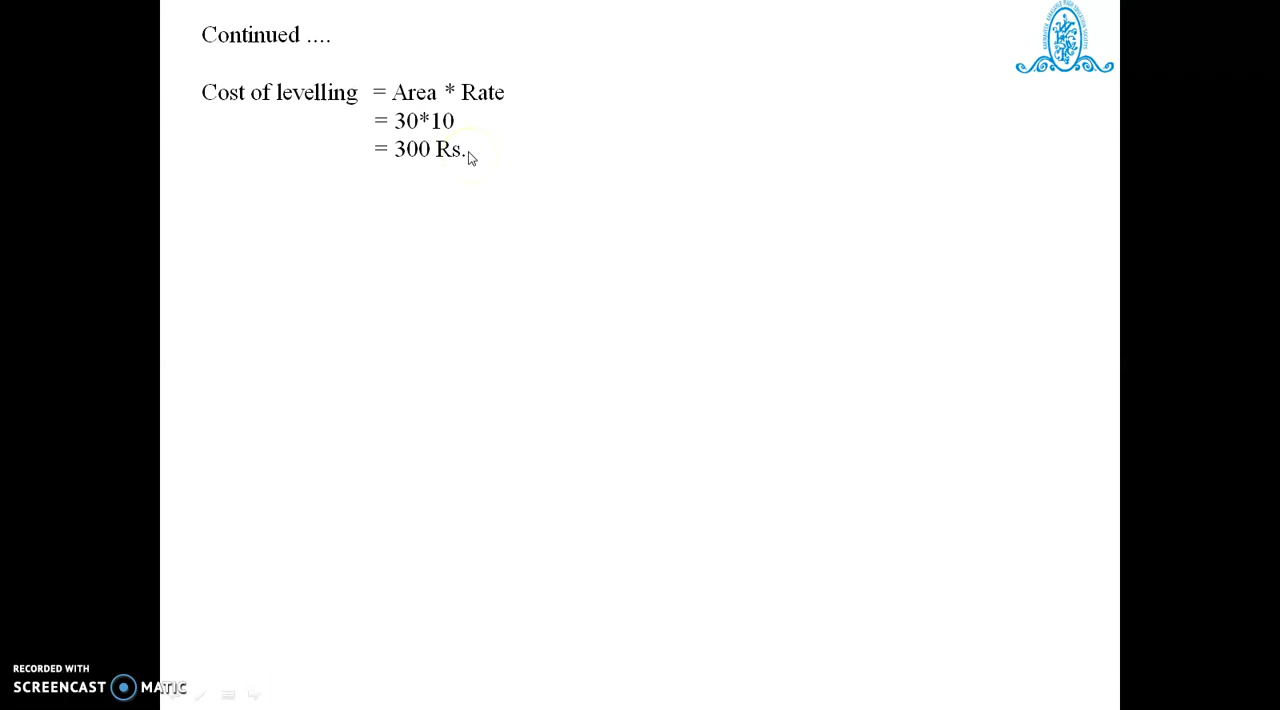 Continued ....
Cost of levelling = Area * Rate
= 30*10
= 300 Rs.
RECORDED WITH
SCREENCAST MATIC